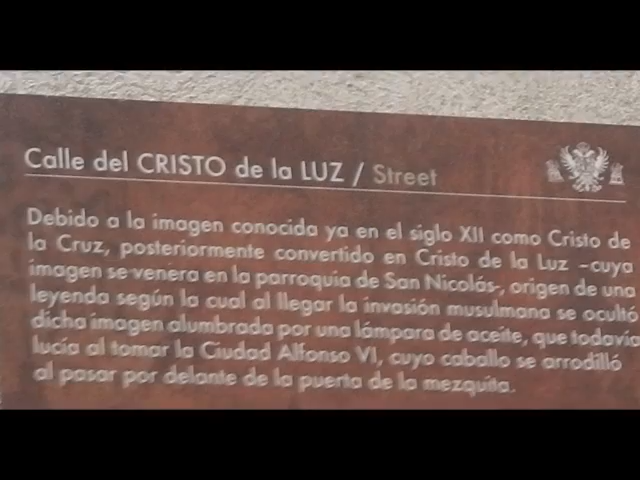 Calle del CRISTO de la LUZ / Street
Debido a la imagen conocida ya en el siglo XII como Cristo de
la Cruz, posteriormente convertido en Cristo de la Luz -cuya
imagen se venera en la parroquia de San Nicolás-, origen de una
leyenda según la cual al llegar la invasión musulmana se ocultó
dicha imagen alumbrada por una lámpara de aceite, que todavía
lucía al tomar la Ciudad Alfonso VI, cuyo caballo se arrodilló
al pasar por delante de la puerta de la mezquita.